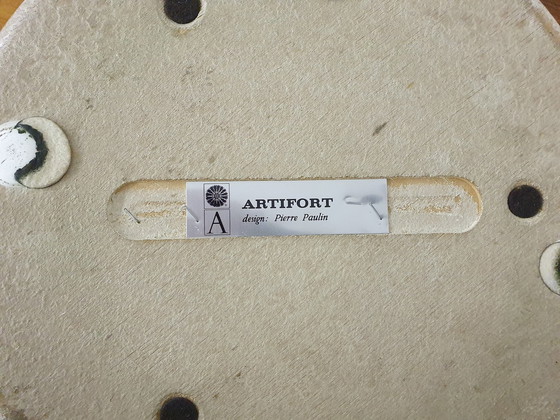 A
ARTIFORT
design: Pierre Paulin